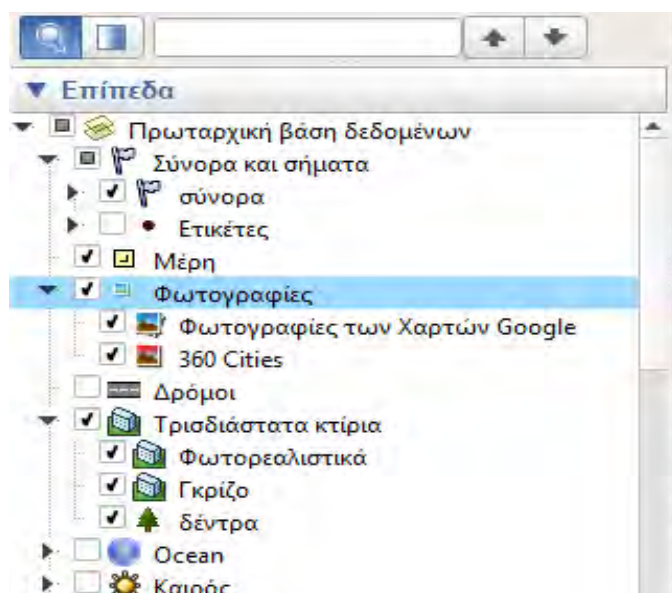 Επίπεδα
Πρωταρχική βάση δεδομένων
Σύνορα και σήματα
σύνορα
Ετικέτες
Μέρη
Φωτογραφίες
Φωτογραφίες των Χαρτών Google
360 Cities
Δρόμοι
Τρισδιάστατα κτίρια
Φωτορεαλιστικά
Γκρίζο
δέντρα
Ocean
Καιρός